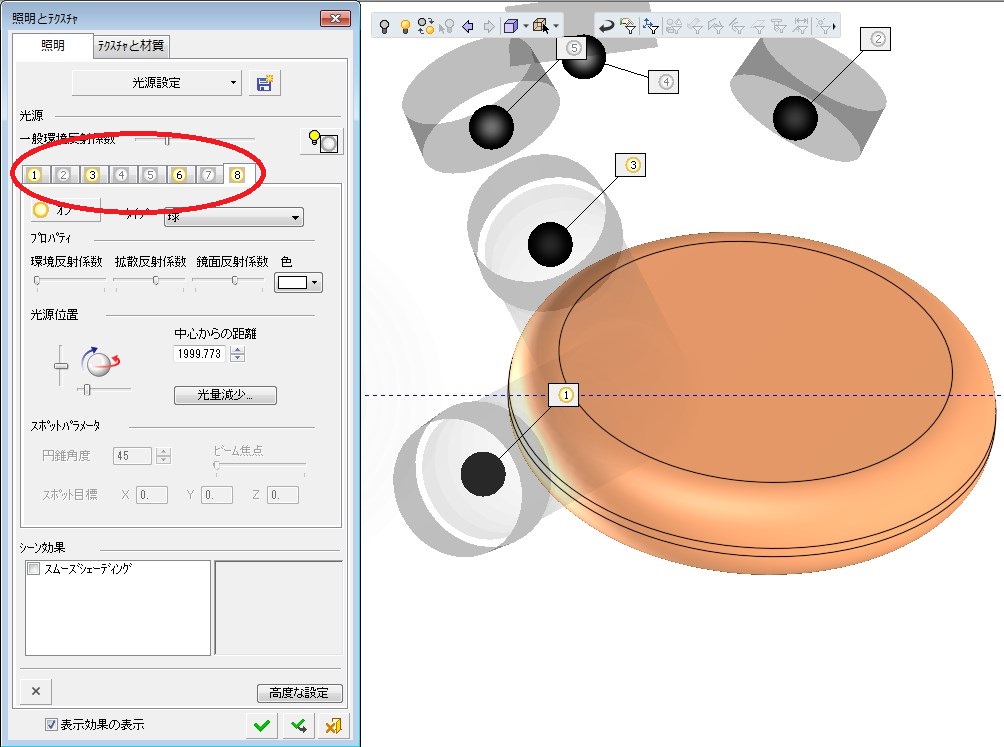 照明とテクスチャ
照明
テクスチャと材質
光源設定
光源
一般環境反射係数
1 2 3 4 5 6 7 8
オフ
タイプ 球
プロパティ
環境反射係数 拡散反射係数 鏡面反射係数 色
光源位置
中心からの距離
1999.773
光量減少...
スポットパラメータ
円錐角度 45 ビーム焦点
スポット目標 X 0. Y 0. Z 0.
シーン効果
スムーズシェーディング
高度な設定
表示効果の表示
2
5
4
3
1